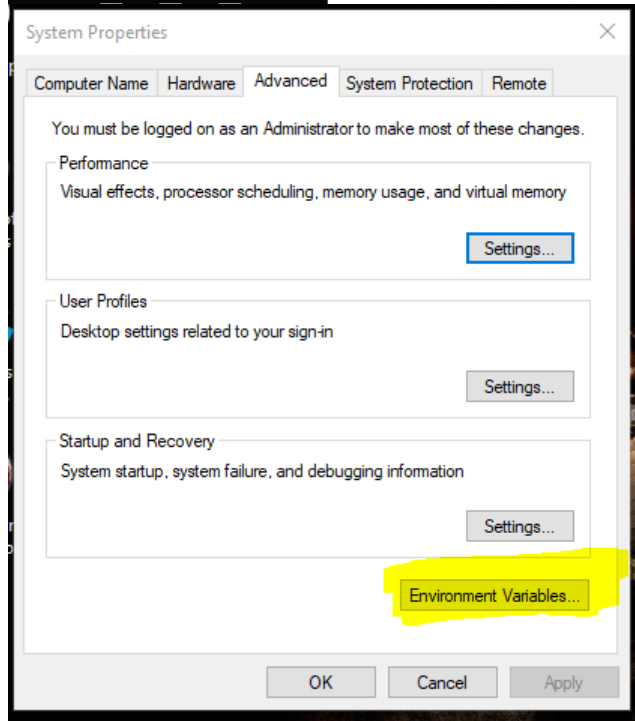 System Properties
Computer Name Hardware Advanced System Protection Remote
You must be logged on as an Administrator to make most of these changes.
Performance
Visual effects, processor scheduling, memory usage, and virtual memory
Settings...
User Profiles
Desktop settings related to your sign-in
Settings...
Startup and Recovery
System startup, system failure, and debugging information
Settings...
Environment Variables...
OK Cancel Apply